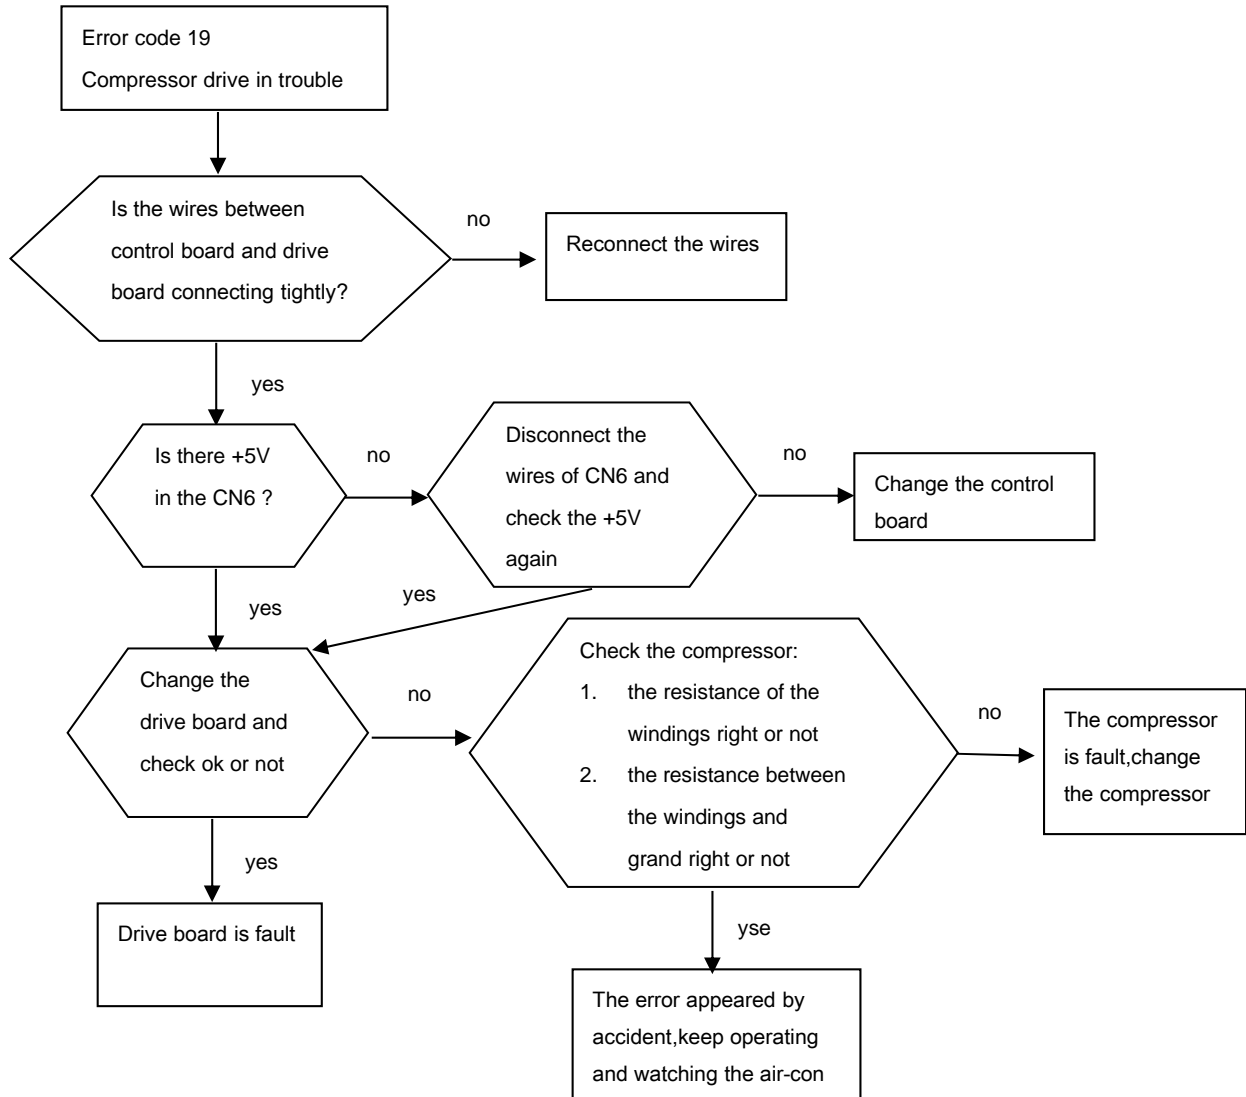 Error code 19
Compressor drive in trouble
Is the wires between
control board and drive
board connecting tightly?
no
Reconnect the wires
yes
Is there +5V
in the CN6 ?
no
Disconnect the
wires of CN6 and
check the +5V
again
no
Change the control
board
yes
yes
Change the
drive board and
check ok or not
no
Check the compressor:
1. the resistance of the
windings right or not
2. the resistance between
the windings and
grand right or not
no
The compressor
is fault,change
the compressor
yes
Drive board is fault
yse
The error appeared by
accident,keep operating
and watching the air-con